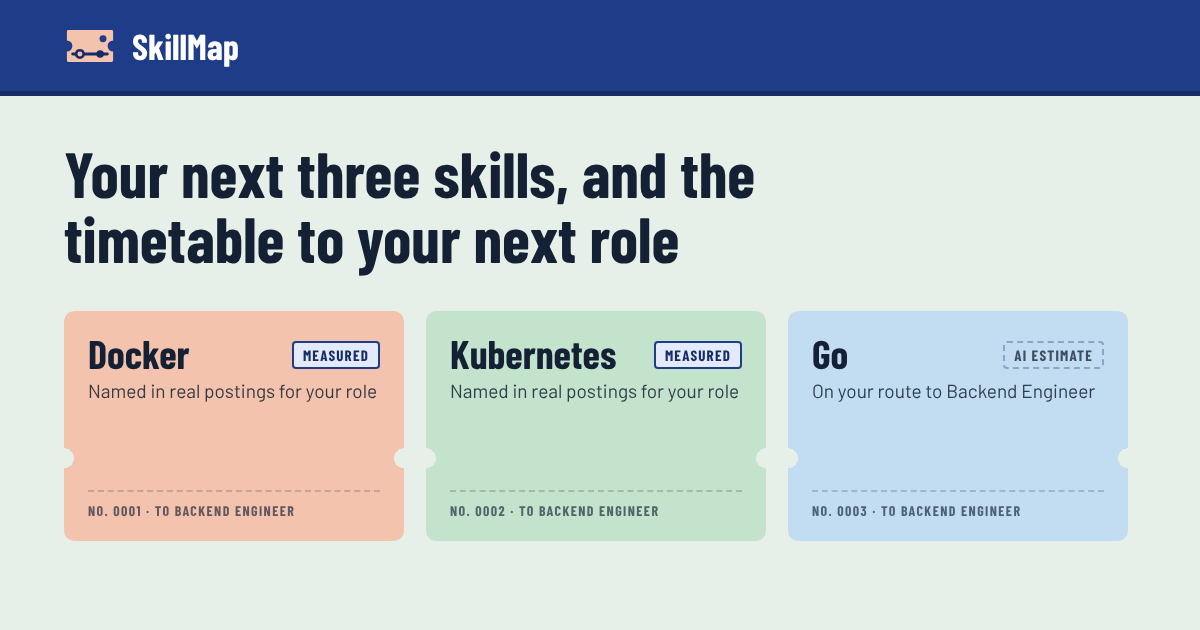 SkillMap
Your next three skills, and the
timetable to your next role
Docker
MEASURED
Named in real postings for your role
NO. 0001 · TO BACKEND ENGINEER
Kubernetes
MEASURED
Named in real postings for your role
NO. 0002 · TO BACKEND ENGINEER
Go
AI ESTIMATE
On your route to Backend Engineer
NO. 0003 · TO BACKEND ENGINEER